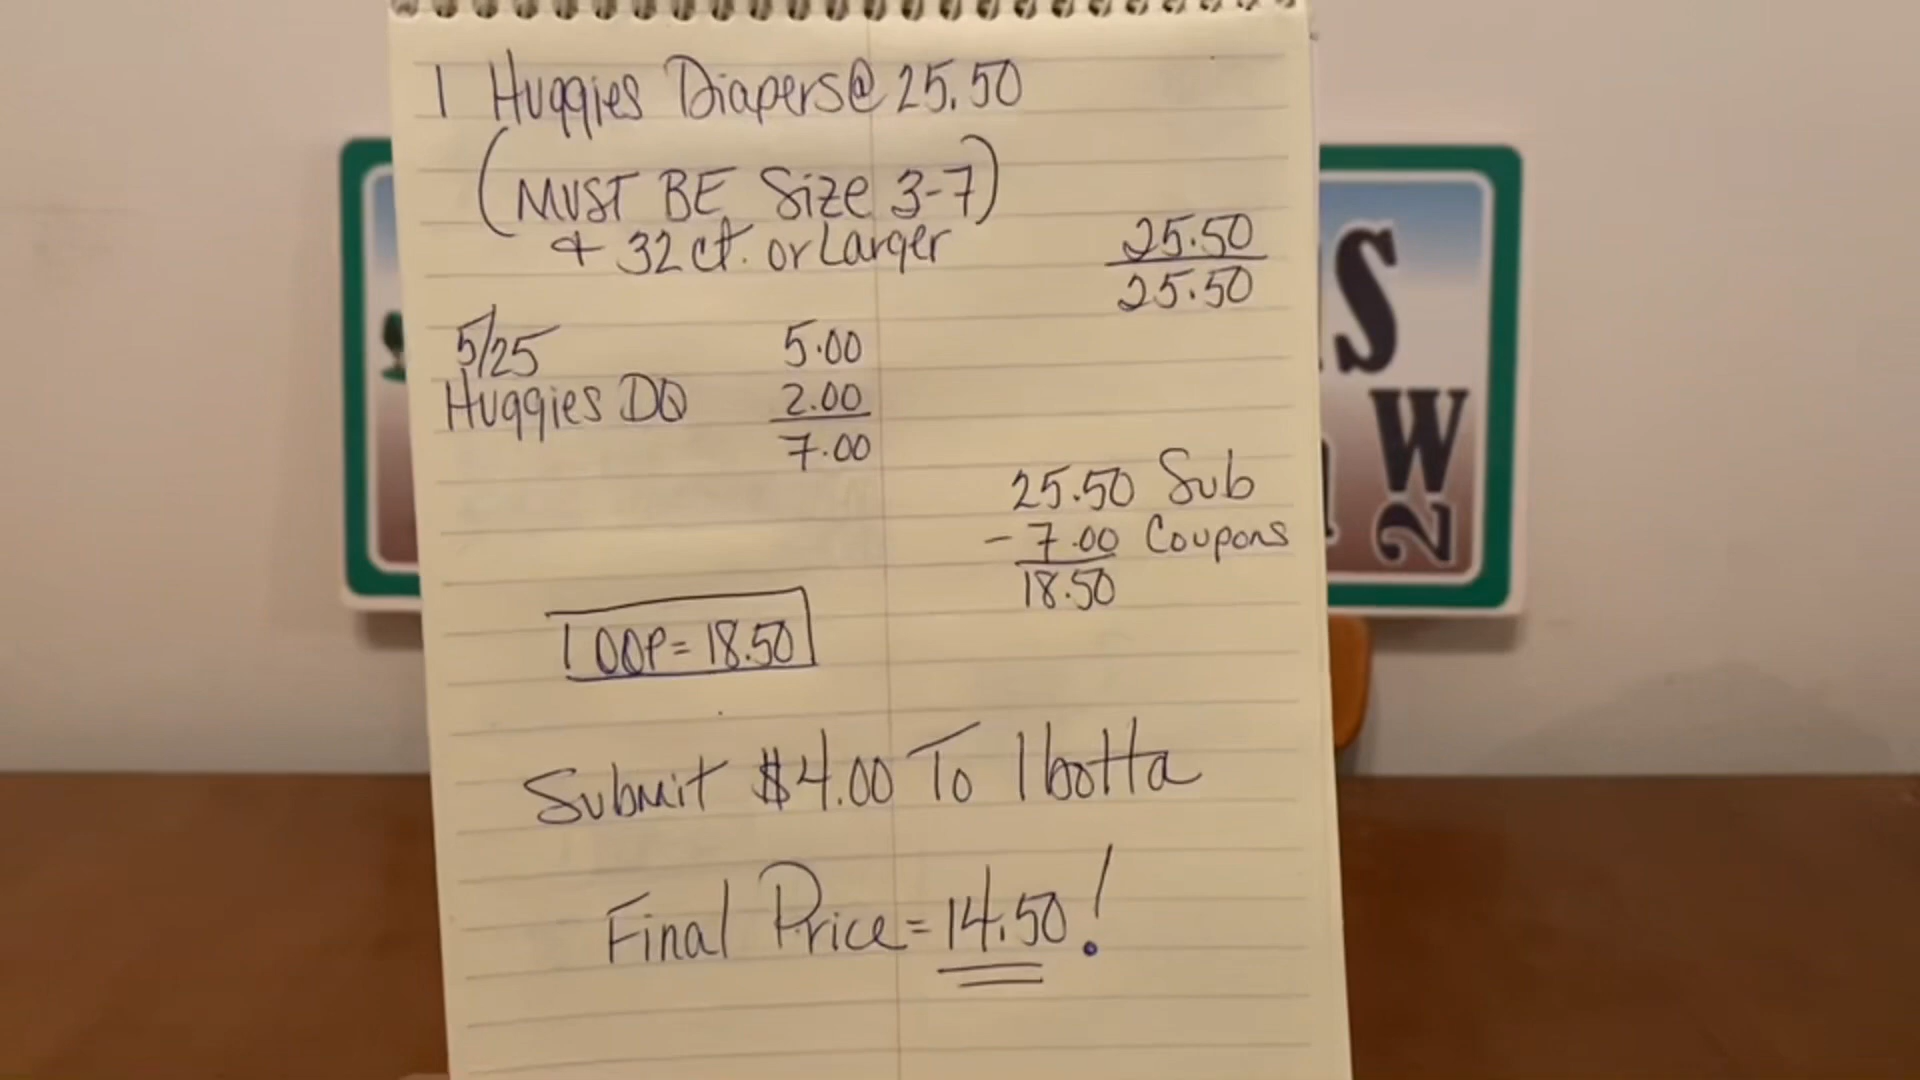 1 Huggies Diapers@ 25.50
(MUST BE Size 3-7)
+ 32 ct. or Larger
25.50
25.50
5/25 5.00
Huggies DQ 2.00
7.00
25.50 Sub
- 7.00 Coupons
18.50
OOP = 18.50
Submit $4.00 To Ibotta
Final Price = 14.50!
S
W
2